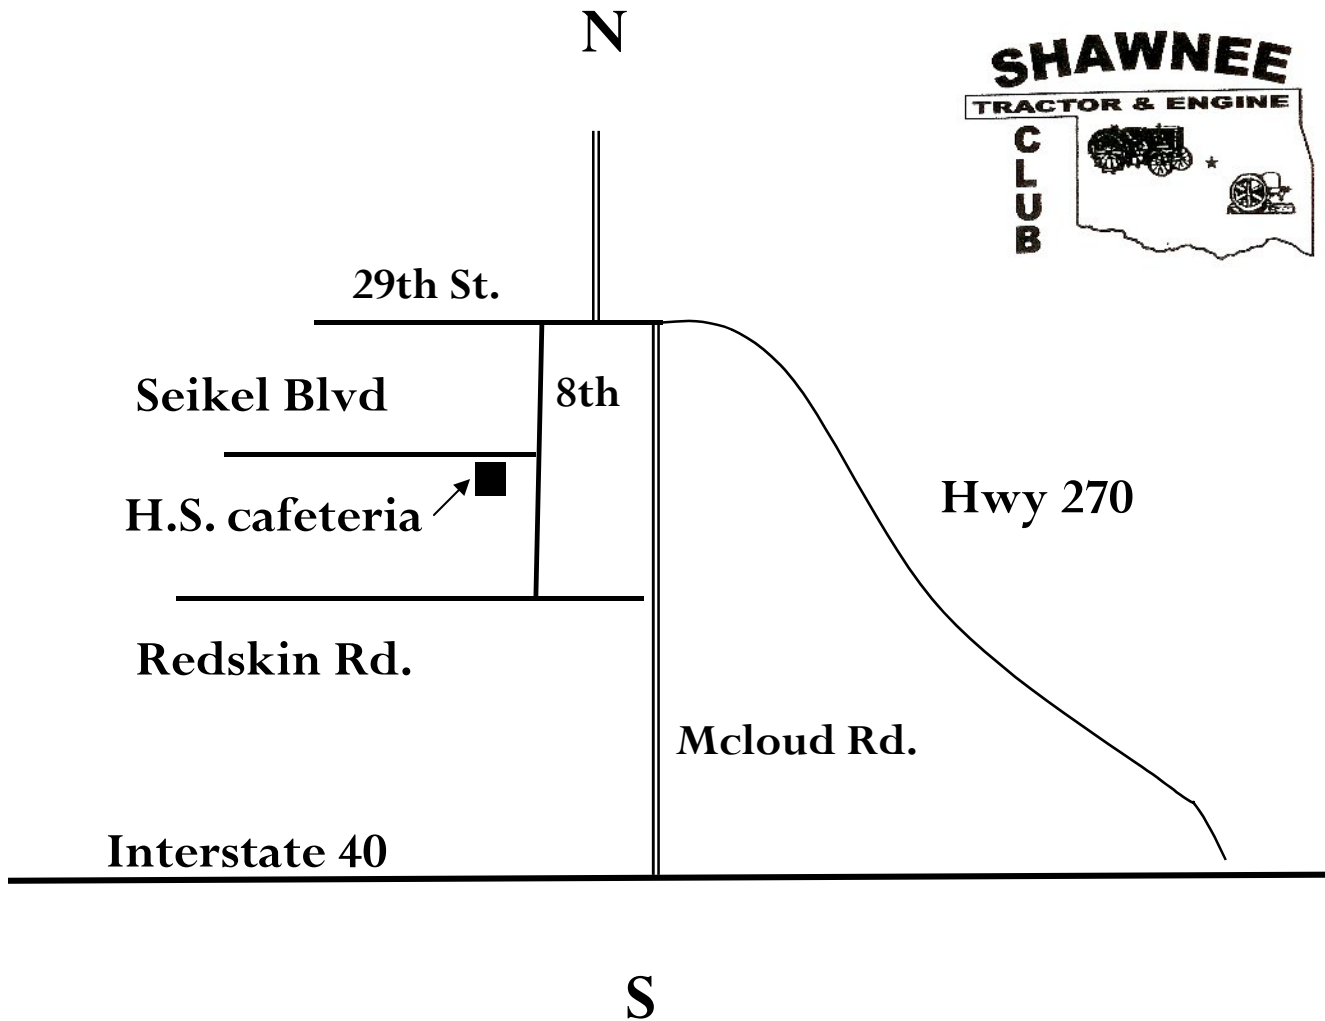 N
SHAWNEE
TRACTOR & ENGINE
CLUB
29th St.
Seikel Blvd
8th
Hwy 270
H.S. cafeteria
Redskin Rd.
Mcloud Rd.
Interstate 40
S